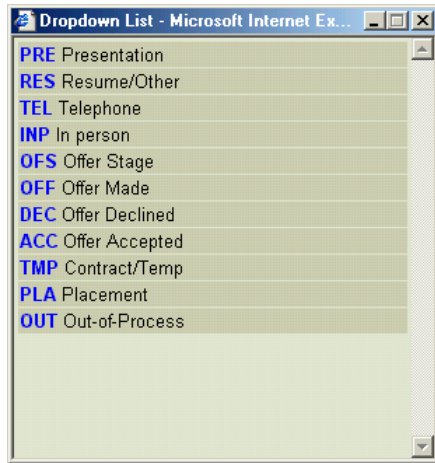 Dropdown List - Microsoft Internet Ex...
PRE Presentation
RES Resume/Other
TEL Telephone
INP In person
OFS Offer Stage
OFF Offer Made
DEC Offer Declined
ACC Offer Accepted
TMP Contract/Temp
PLA Placement
OUT Out-of-Process